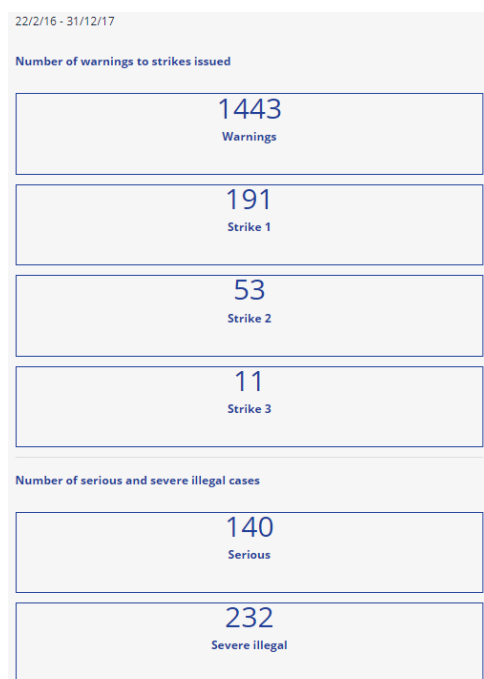 22/2/16 - 31/12/17
Number of warnings to strikes issued
1443
Warnings
191
Strike 1
53
Strike 2
11
Strike 3
Number of serious and severe illegal cases
140
Serious
232
Severe illegal